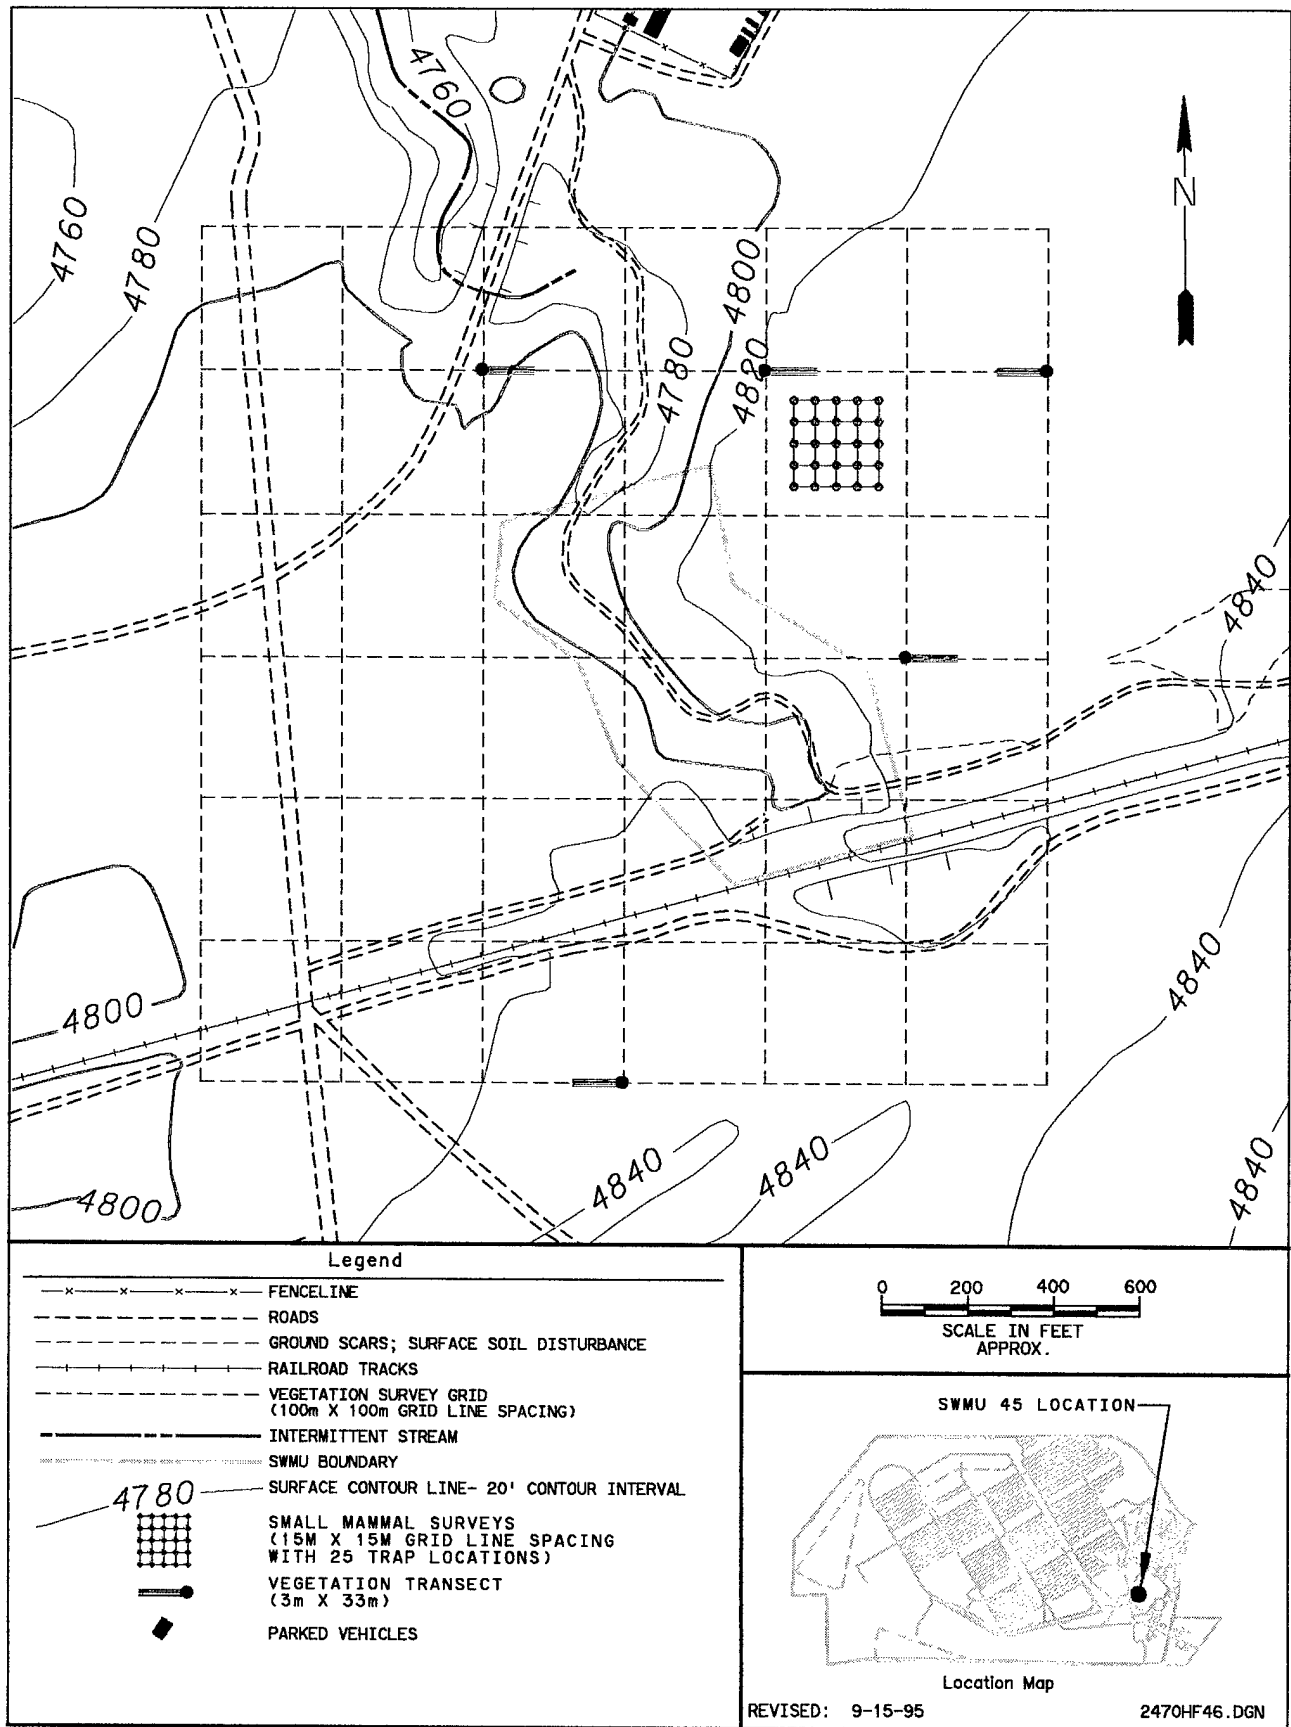 4760
N
4760
4780
4800
4780
4820
4840
4840
4800
4800
4840
4840
4840
Legend
FENCELINE
ROADS
GROUND SCARS; SURFACE SOIL DISTURBANCE
RAILROAD TRACKS
VEGETATION SURVEY GRID
(100m X 100m GRID LINE SPACING)
INTERMITTENT STREAM
SWMU BOUNDARY
4780
SURFACE CONTOUR LINE- 20' CONTOUR INTERVAL
SMALL MAMMAL SURVEYS
(15M X 15M GRID LINE SPACING
WITH 25 TRAP LOCATIONS)
VEGETATION TRANSECT
(3m X 33m)
PARKED VEHICLES
0 200 400 600
SCALE IN FEET
APPROX.
SWMU 45 LOCATION
Location Map
REVISED: 9-15-95
2470HF46.DGN